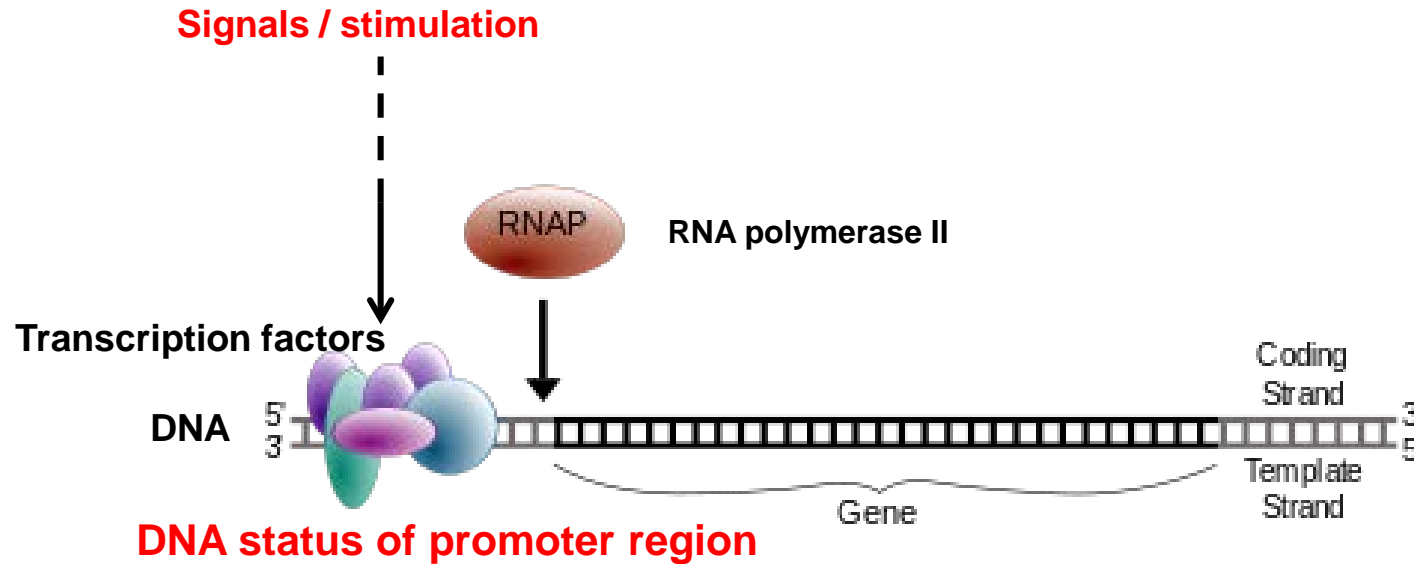 Signals / stimulation
RNAP
RNA polymerase II
Transcription factors
Coding
Strand
DNA
5'
3'
3'
5'
Template
Strand
Gene
DNA status of promoter region